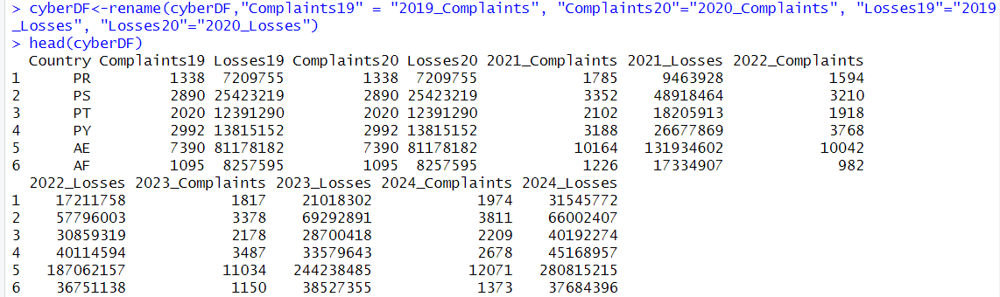 > cyberDF<-rename(cyberDF,"Complaints19" = "2019_Complaints", "Complaints20"="2020_Complaints", "Losses19"="2019
_Losses", "Losses20"="2020_Losses")
> head(cyberDF)
  Country Complaints19 Losses19 Complaints20 Losses20 2021_Complaints 2021_Losses 2022_Complaints
1      PR         1338  7209755         1338  7209755            1785     9463928            1594
2      PS         2890 25423219         2890 25423219            3352    48918464            3210
3      PT         2020 12391290         2020 12391290            2102    18205913            1918
4      PY         2992 13815152         2992 13815152            3188    26677869            3768
5      AE         7390 81178182         7390 81178182           10164   131934602           10042
6      AF         1095  8257595         1095  8257595            1226    17334907             982
  2022_Losses 2023_Complaints 2023_Losses 2024_Complaints 2024_Losses
1    17211758            1817    21018302            1974    31545772
2    57796003            3378    69292891            3811    66002407
3    30859319            2178    28700418            2209    40192274
4    40114594            3487    33579643            2678    45168957
5   187062157           11034   244238485           12071   280815215
6    36751138            1150    38527355            1373    37684396